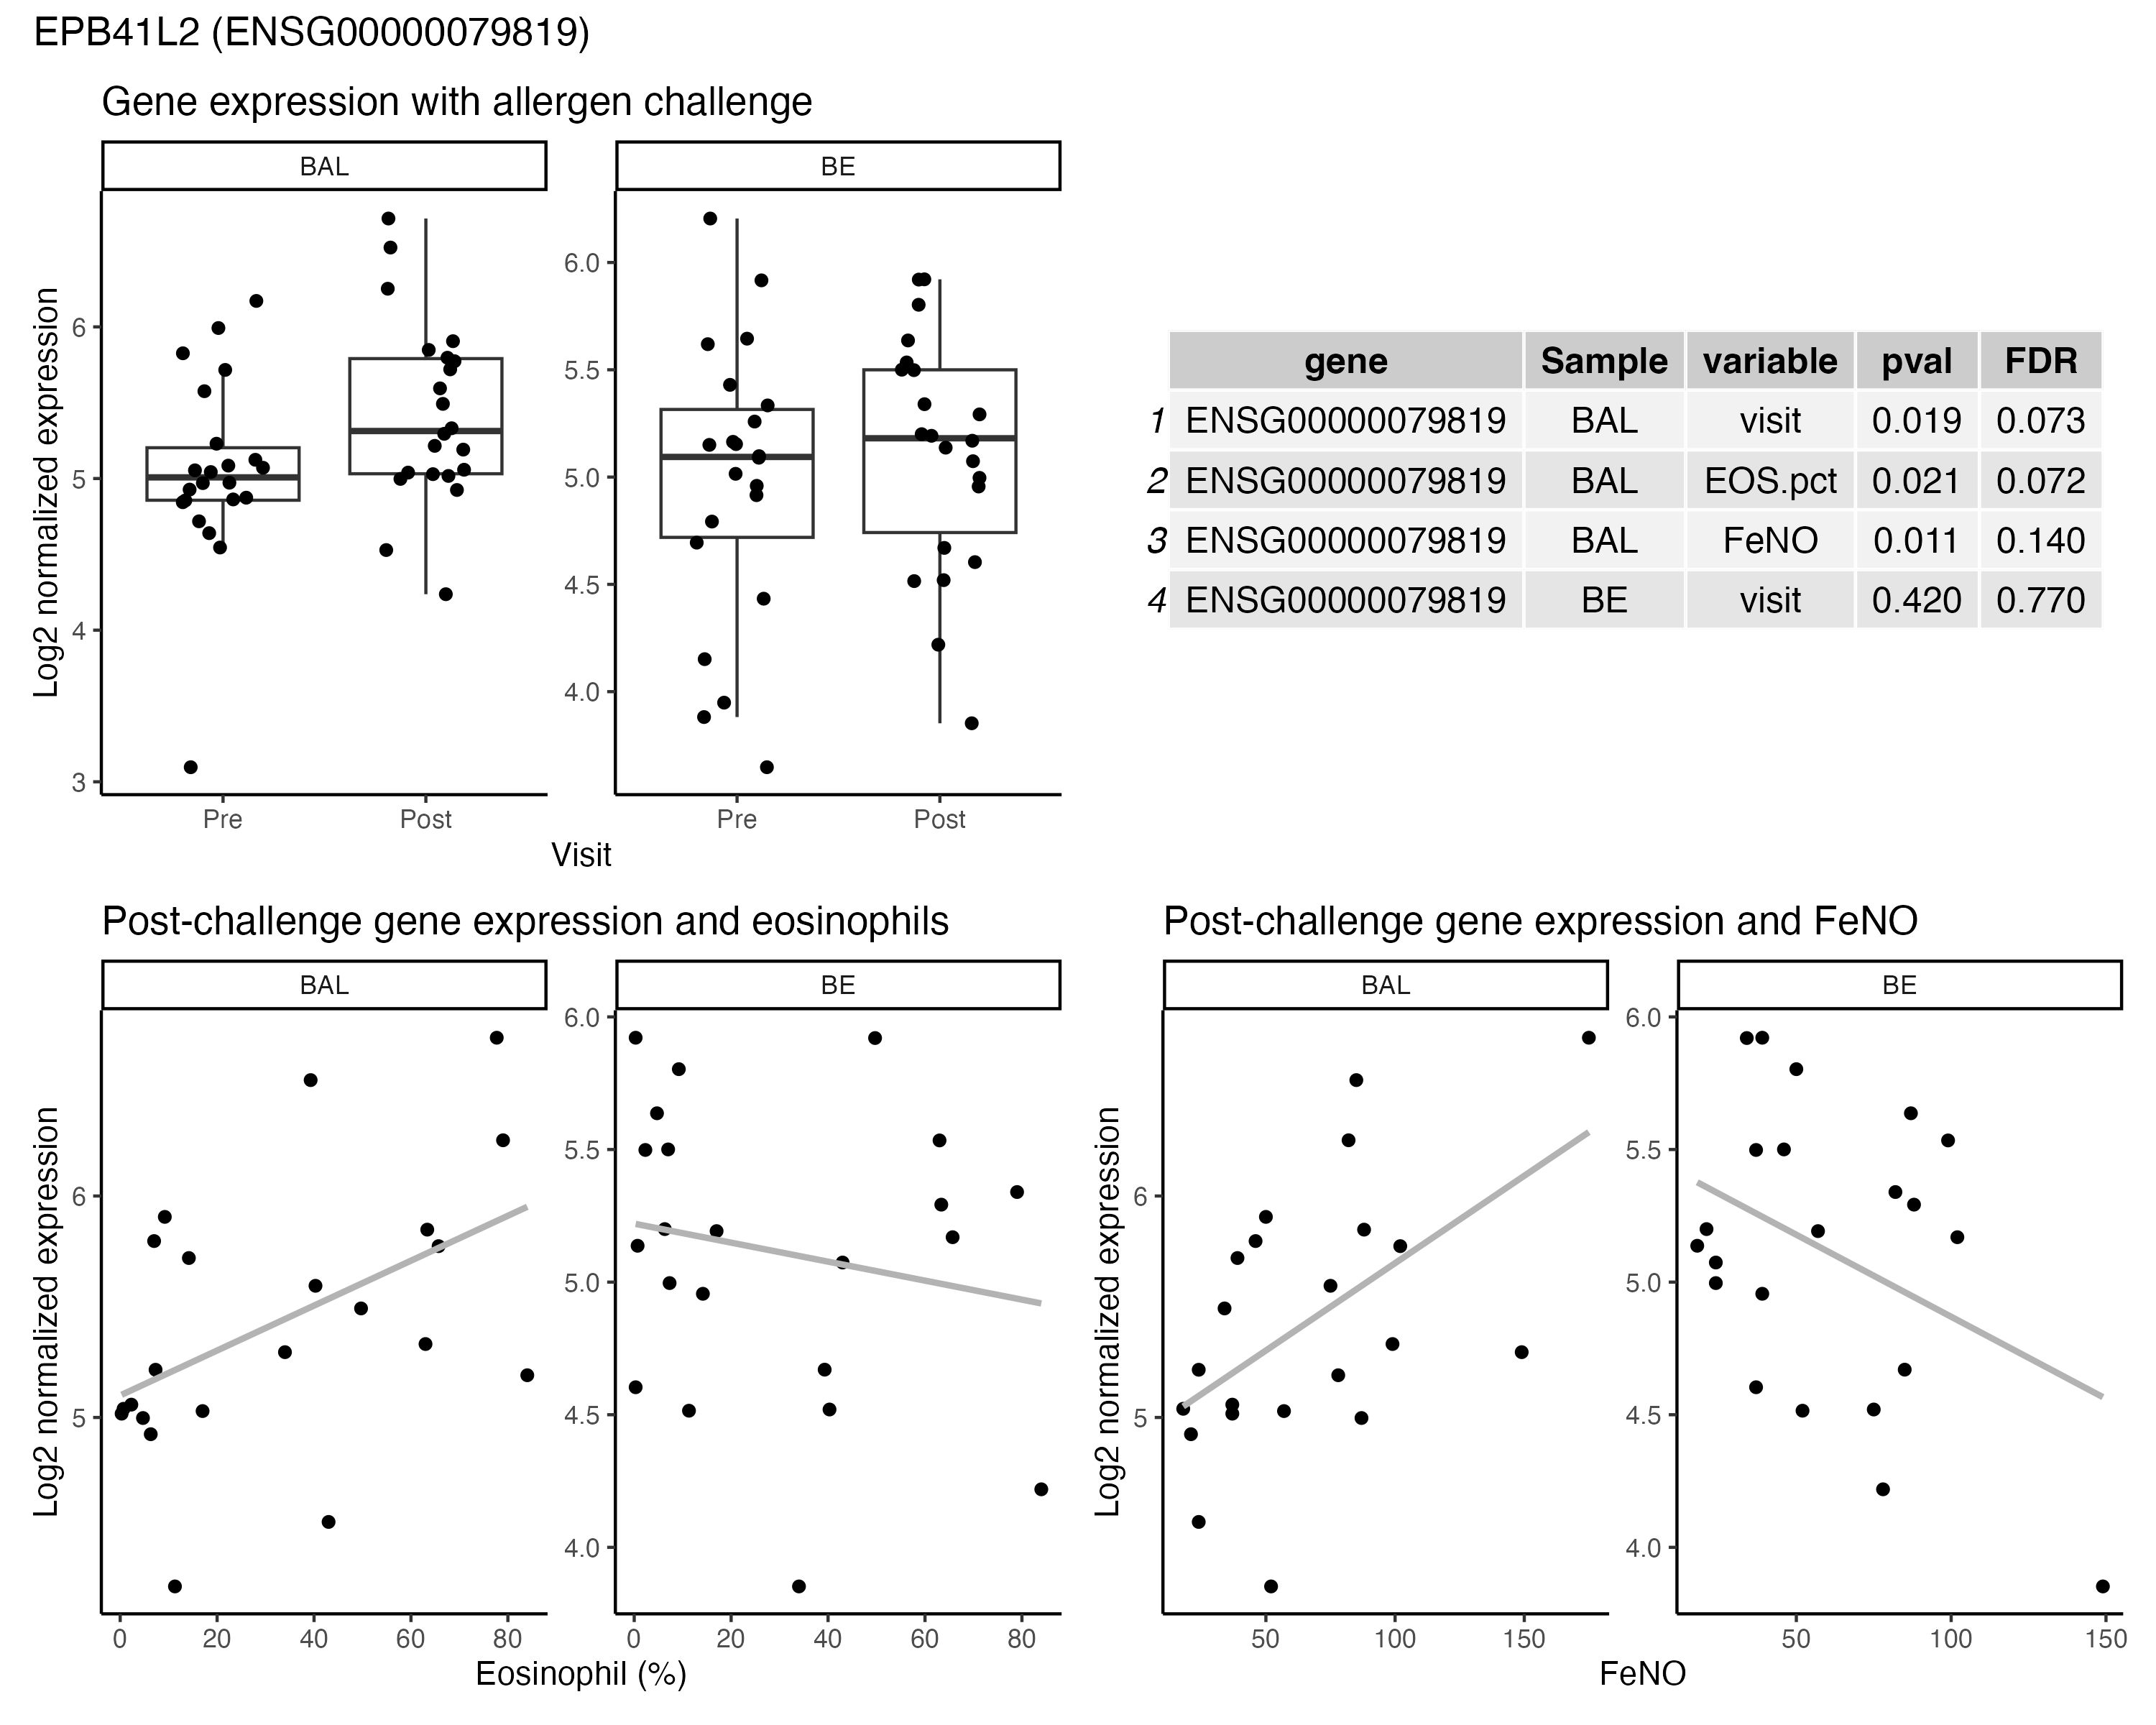 EPB41L2 (ENSG00000079819)
Gene expression with allergen challenge
BAL
BE
Log2 normalized expression
6
5
4
3
6.0
5.5
5.0
4.5
4.0
Pre
Post
Pre
Post
Visit
gene Sample variable pval FDR
1 ENSG00000079819 BAL visit 0.019 0.073
2 ENSG00000079819 BAL EOS.pct 0.021 0.072
3 ENSG00000079819 BAL FeNO 0.011 0.140
4 ENSG00000079819 BE visit 0.420 0.770
Post-challenge gene expression and eosinophils
BAL
BE
Log2 normalized expression
6
5
6.0
5.5
5.0
4.5
4.0
0 20 40 60 80
0 20 40 60 80
Eosinophil (%)
Post-challenge gene expression and FeNO
BAL
BE
Log2 normalized expression
6
5
6.0
5.5
5.0
4.5
4.0
50 100 150
50 100 150
FeNO